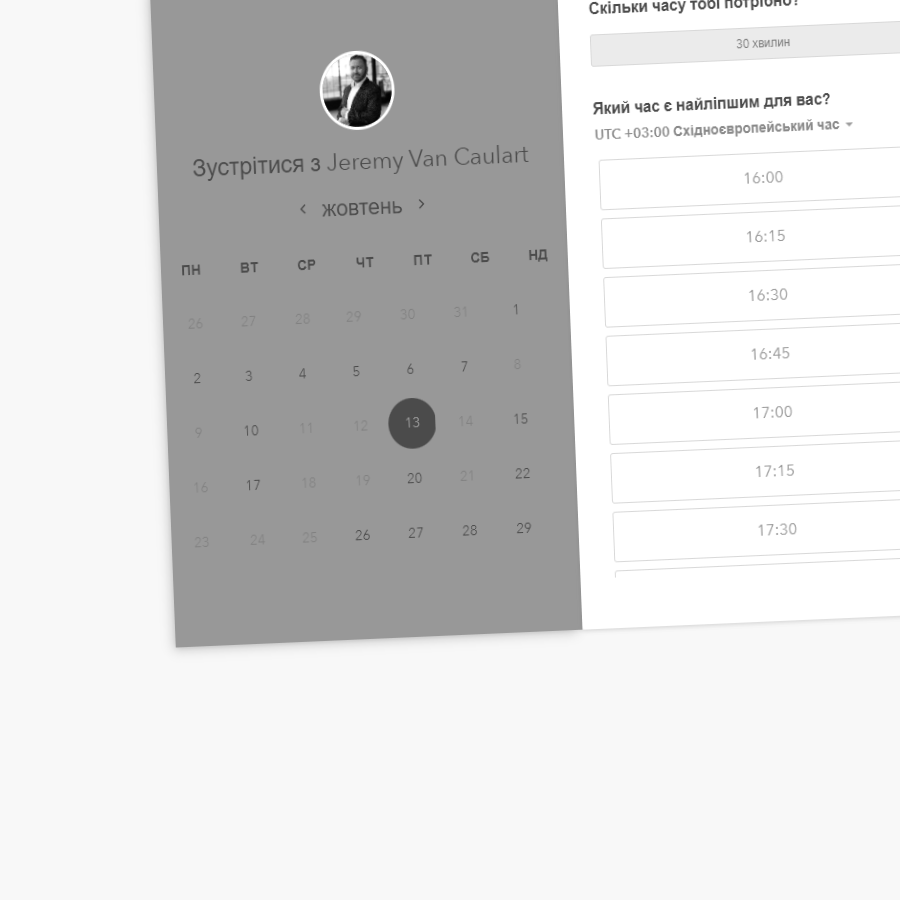 Зустрітися з Jeremy Van Caulart
‹ жовтень ›
ПН ВТ СР ЧТ ПТ СБ НД
26 27 28 29 30 31 1
2 3 4 5 6 7 8
9 10 11 12 13 14 15
16 17 18 19 20 21 22
23 24 25 26 27 28 29
Скільки часу тобі потрібно?
30 хвилин
Який час є найліпшим для вас?
UTC +03:00 Східноєвропейський час
16:00
16:15
16:30
16:45
17:00
17:15
17:30